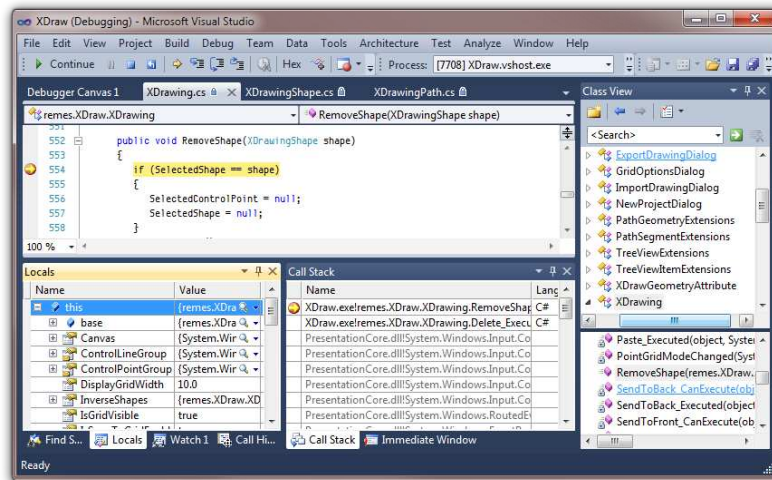 XDraw (Debugging) - Microsoft Visual Studio
File Edit View Project Build Debug Team Data Tools Architecture Test Analyze Window Help
Continue Hex Process: [7708] XDraw.vshost.exe
Debugger Canvas 1 XDrawing.cs XDrawingShape.cs XDrawingPath.cs
remes.XDraw.XDrawing RemoveShape(XDrawingShape shape)
551
552 public void RemoveShape(XDrawingShape shape)
553 {
554 if (SelectedShape == shape)
555 {
556 SelectedControlPoint = null;
557 SelectedShape = null;
558 }
100 %
Class View
<Search>
ExportDrawingDialog
GridOptionsDialog
ImportDrawingDialog
NewProjectDialog
PathGeometryExtensions
PathSegmentExtensions
TreeViewExtensions
TreeViewItemExtensions
XDrawGeometryAttribute
XDrawing
Paste_Executed(object, System
PointGridModeChanged(Syst
RemoveShape(remes.XDraw.
SendToBack_CanExecute(obj
SendToBack_Executed(object
SendToFront_CanExecute(ob
Locals
Name Value
this {remes.XDra
base {remes.XDra
Canvas {System.Wir
ControlLineGroup {System.Wir
ControlPointGroup {System.Wir
DisplayGridWidth 10.0
InverseShapes {remes.XDraw.XD
IsGridVisible true
Call Stack
Name Lang
XDraw.exe!remes.XDraw.XDrawing.RemoveShap C#
XDraw.exe!remes.XDraw.XDrawing.Delete_Execu C#
PresentationCore.dll!System.Windows.Input.Co
PresentationCore.dll!System.Windows.Input.Co
PresentationCore.dll!System.Windows.Input.Co
PresentationCore.dll!System.Windows.Input.Co
PresentationCore.dll!System.Windows.Input.Co
PresentationCore.dll!System.Windows.RoutedE
Find S... Locals Watch 1 Call Hi...
Call Stack Immediate Window
Ready